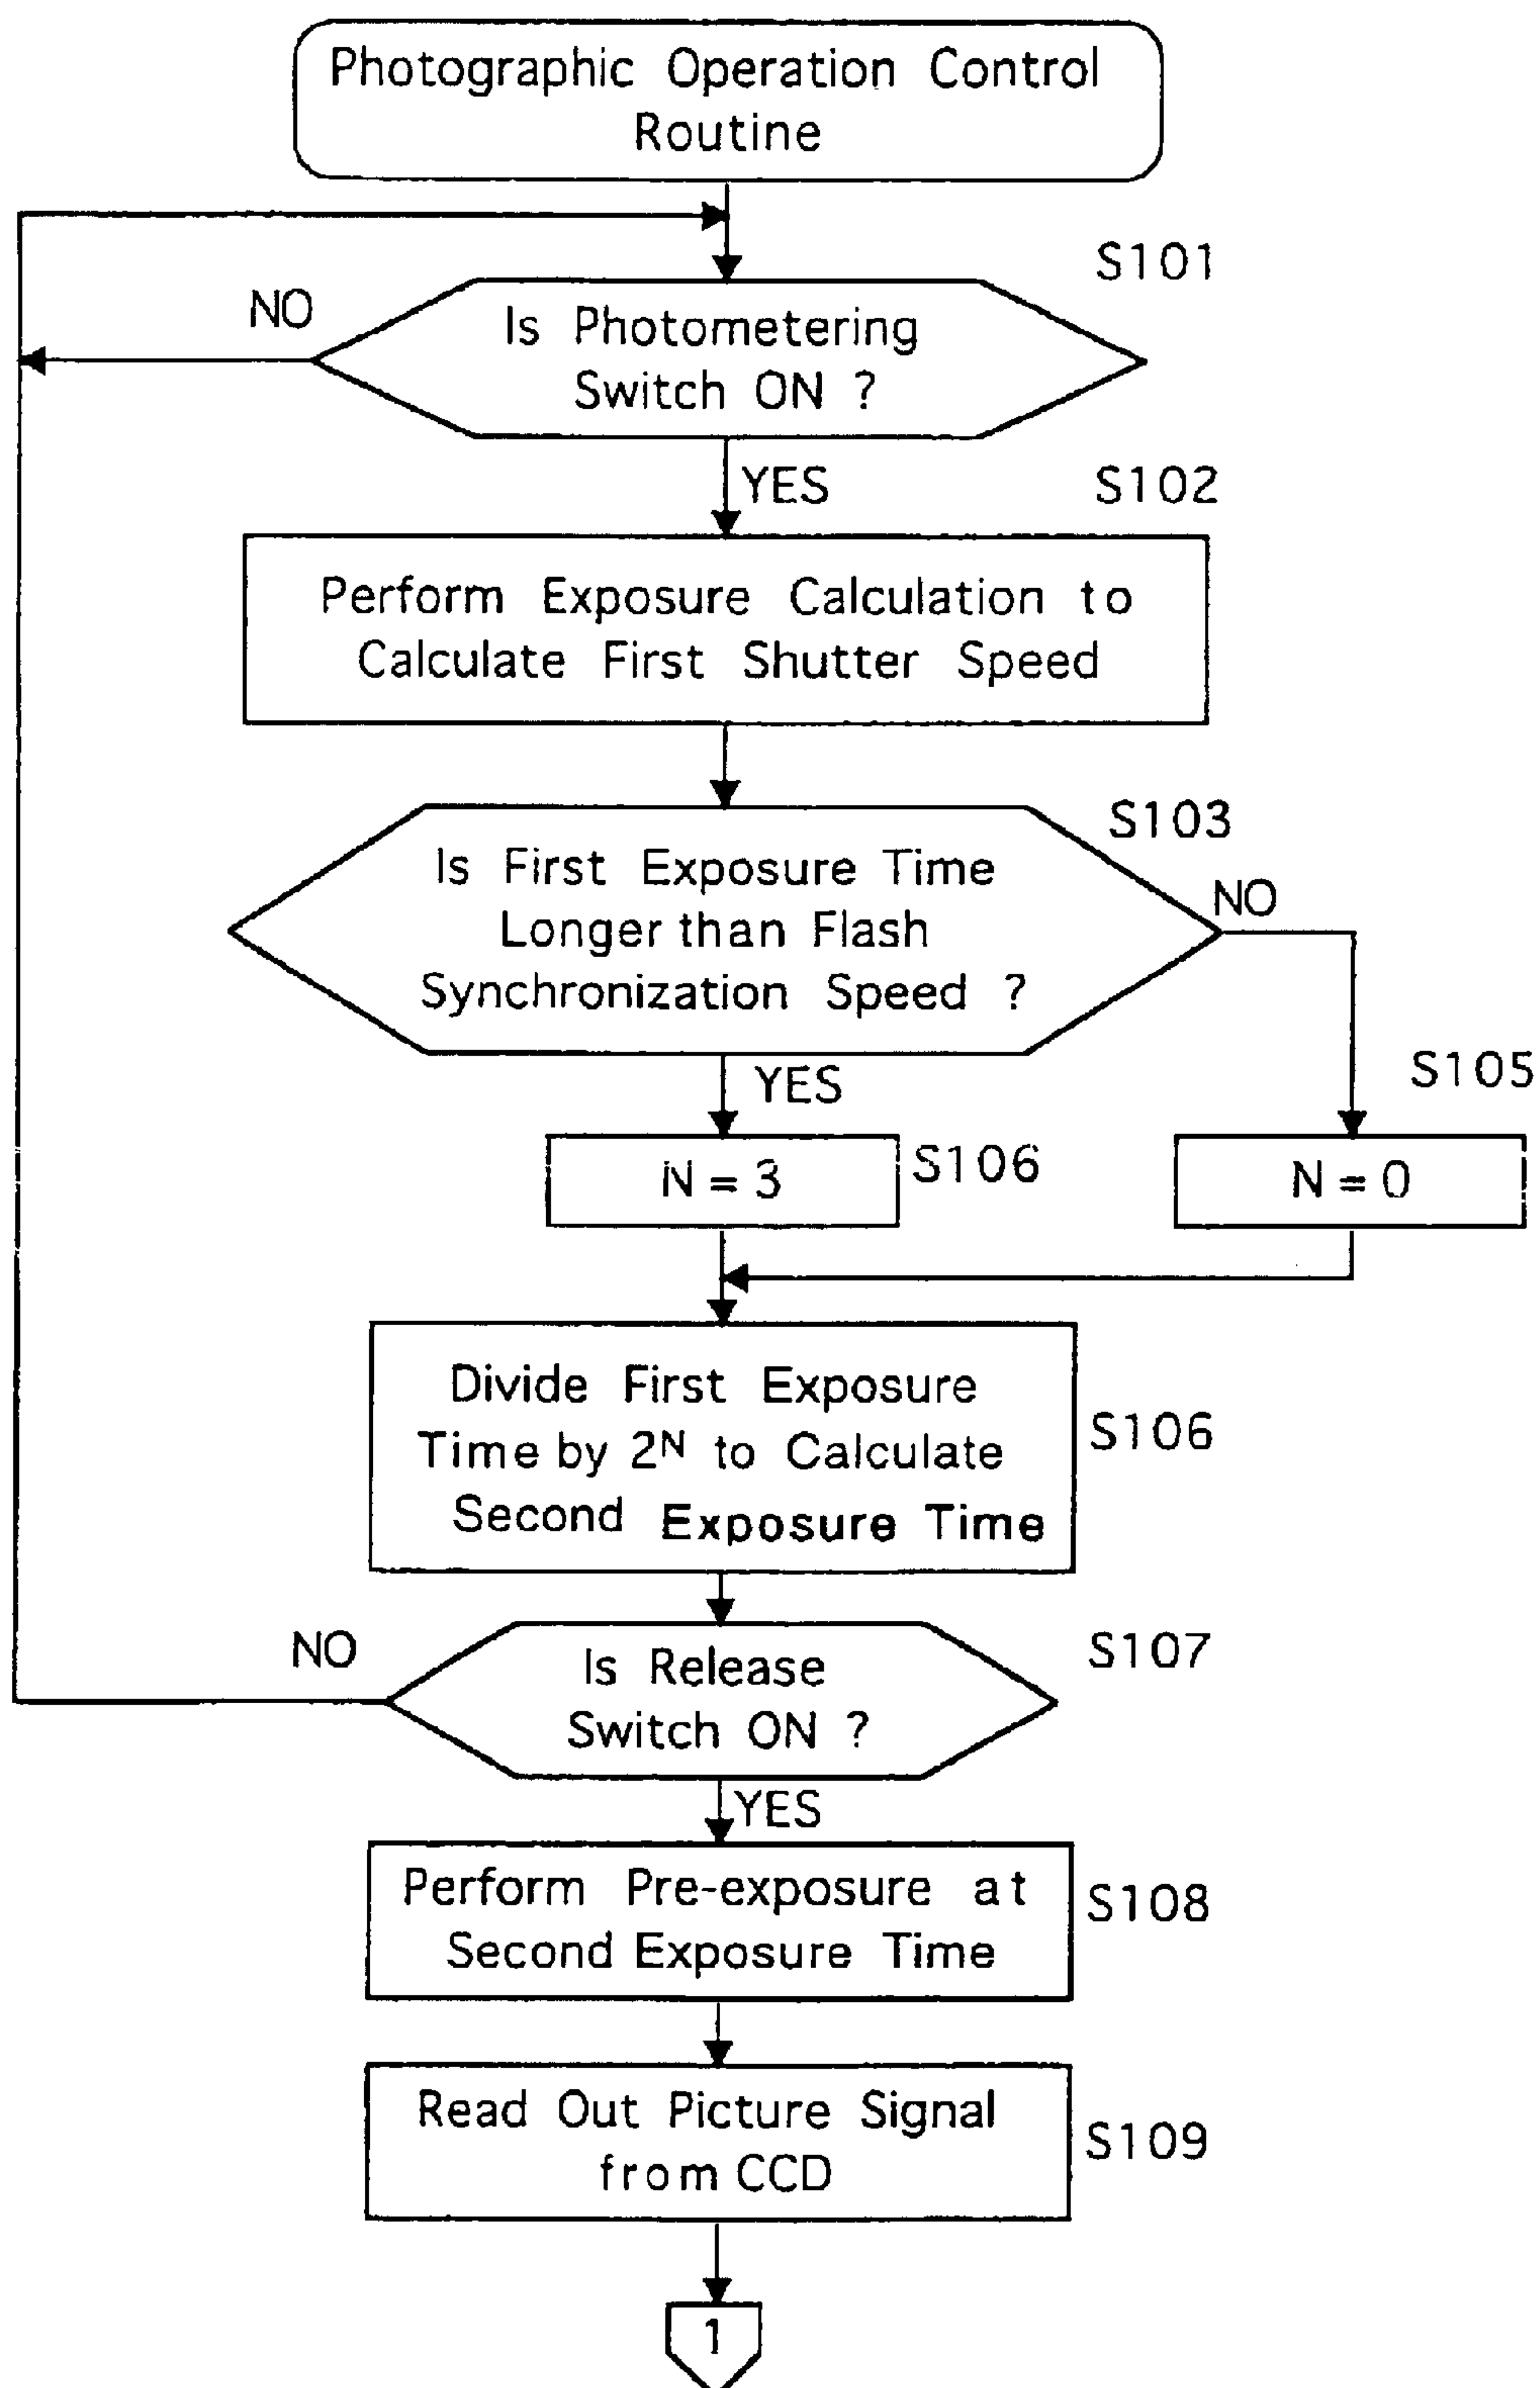 Photographic Operation Control
Routine
S101
NO
Is Photometering
Switch ON ?
YES
S102
Perform Exposure Calculation to
Calculate First Shutter Speed
S103
Is First Exposure Time
Longer than Flash
Synchronization Speed ?
NO
YES
S105
N = 3
S106
N = 0
Divide First Exposure
Time by 2ᴺ to Calculate
Second Exposure Time
S106
NO
Is Release
Switch ON ?
S107
YES
Perform Pre-exposure at
Second Exposure Time
S108
Read Out Picture Signal
from CCD
S109
1